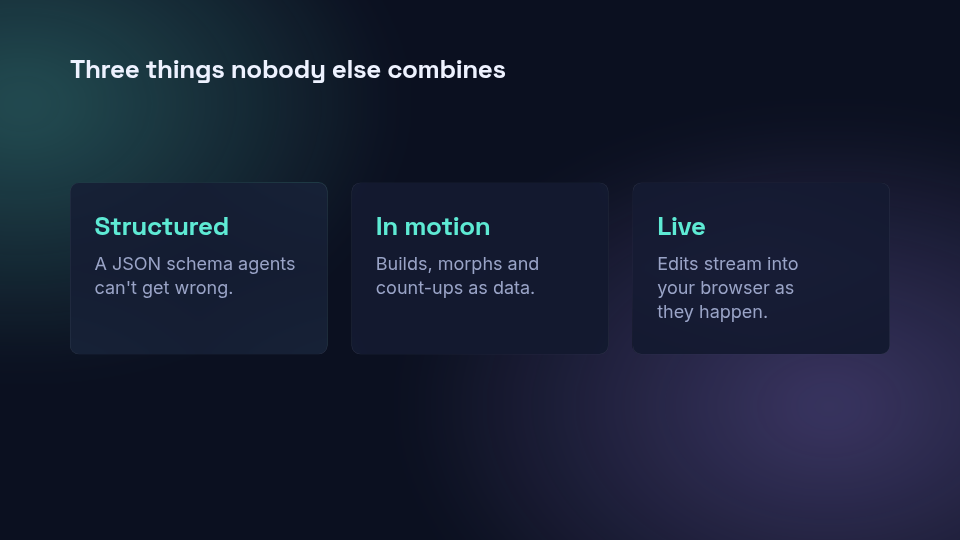 Three things nobody else combines
Structured
A JSON schema agents
can't get wrong.
In motion
Builds, morphs and
count-ups as data.
Live
Edits stream into
your browser as
they happen.